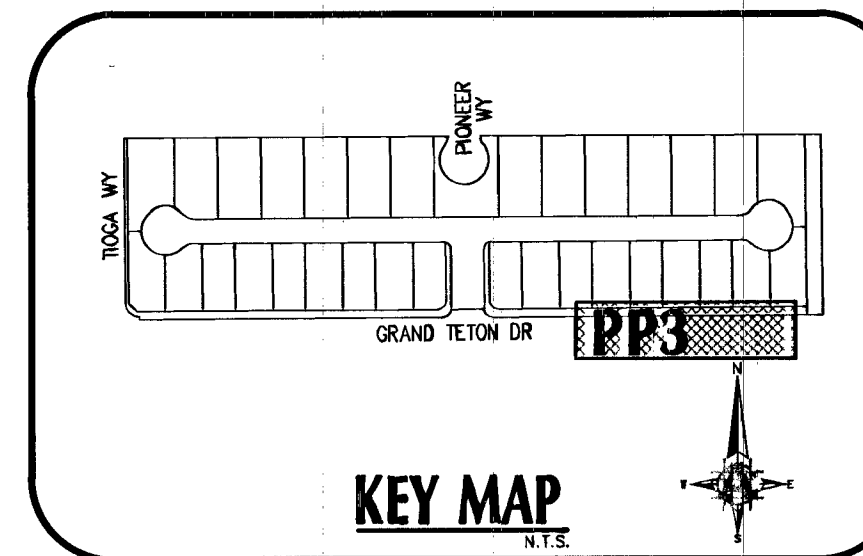 PIONEER
WY
TIOGA WY
GRAND TETON DR
PP3
N
W
E
S
KEY MAP
N.T.S.